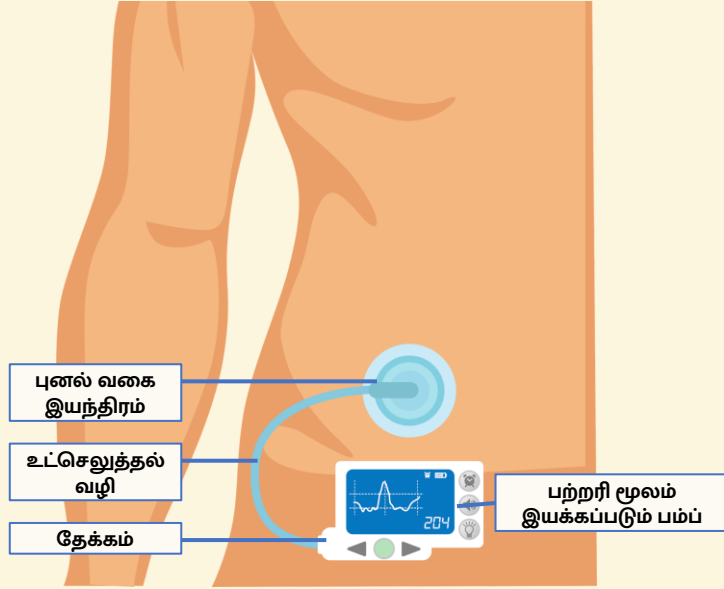 புனல் வகை
இயந்திரம்
உட்செலுத்தல்
வழி
தேக்கம்
பற்றரி மூலம்
இயக்கப்படும் பம்ப்
204